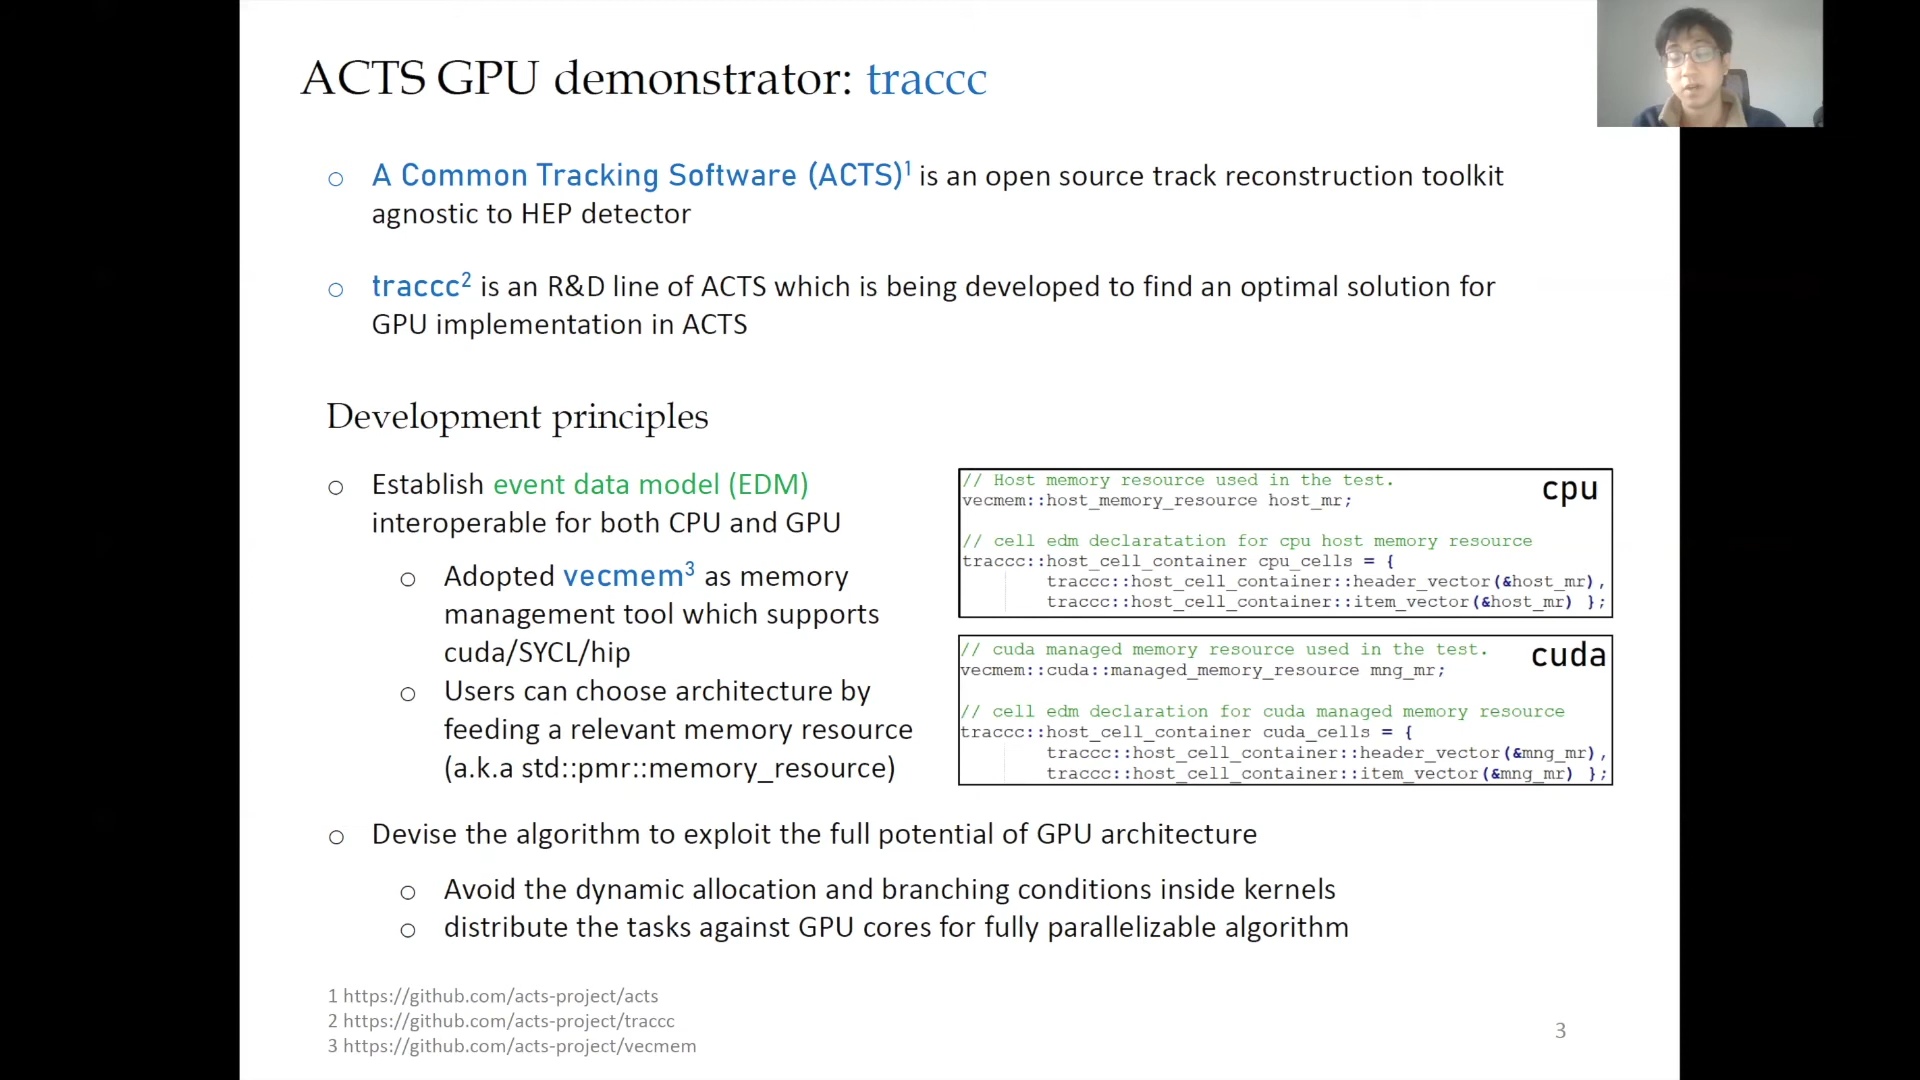 ACTS GPU demonstrator: traccc
○ A Common Tracking Software (ACTS)1 is an open source track reconstruction toolkit
agnostic to HEP detector
○ traccc2 is an R&D line of ACTS which is being developed to find an optimal solution for
GPU implementation in ACTS
Development principles
○ Establish event data model (EDM)
interoperable for both CPU and GPU
○ Adopted vecmem3 as memory
management tool which supports
cuda/SYCL/hip
○ Users can choose architecture by
feeding a relevant memory resource
(a.k.a std::pmr::memory_resource)
cpu
// Host memory resource used in the test.
vecmem::host_memory_resource host_mr;
// cell edm declaratation for cpu host memory resource
traccc::host_cell_container cpu_cells = {
traccc::host_cell_container::header_vector(&host_mr),
traccc::host_cell_container::item_vector(&host_mr) };
cuda
// cuda managed memory resource used in the test.
vecmem::cuda::managed_memory_resource mng_mr;
// cell edm declaration for cuda managed memory resource
traccc::host_cell_container cuda_cells = {
traccc::host_cell_container::header_vector(&mng_mr),
traccc::host_cell_container::item_vector(&mng_mr) };
○ Devise the algorithm to exploit the full potential of GPU architecture
○ Avoid the dynamic allocation and branching conditions inside kernels
○ distribute the tasks against GPU cores for fully parallelizable algorithm
1 https://github.com/acts-project/acts
2 https://github.com/acts-project/traccc
3 https://github.com/acts-project/vecmem
3